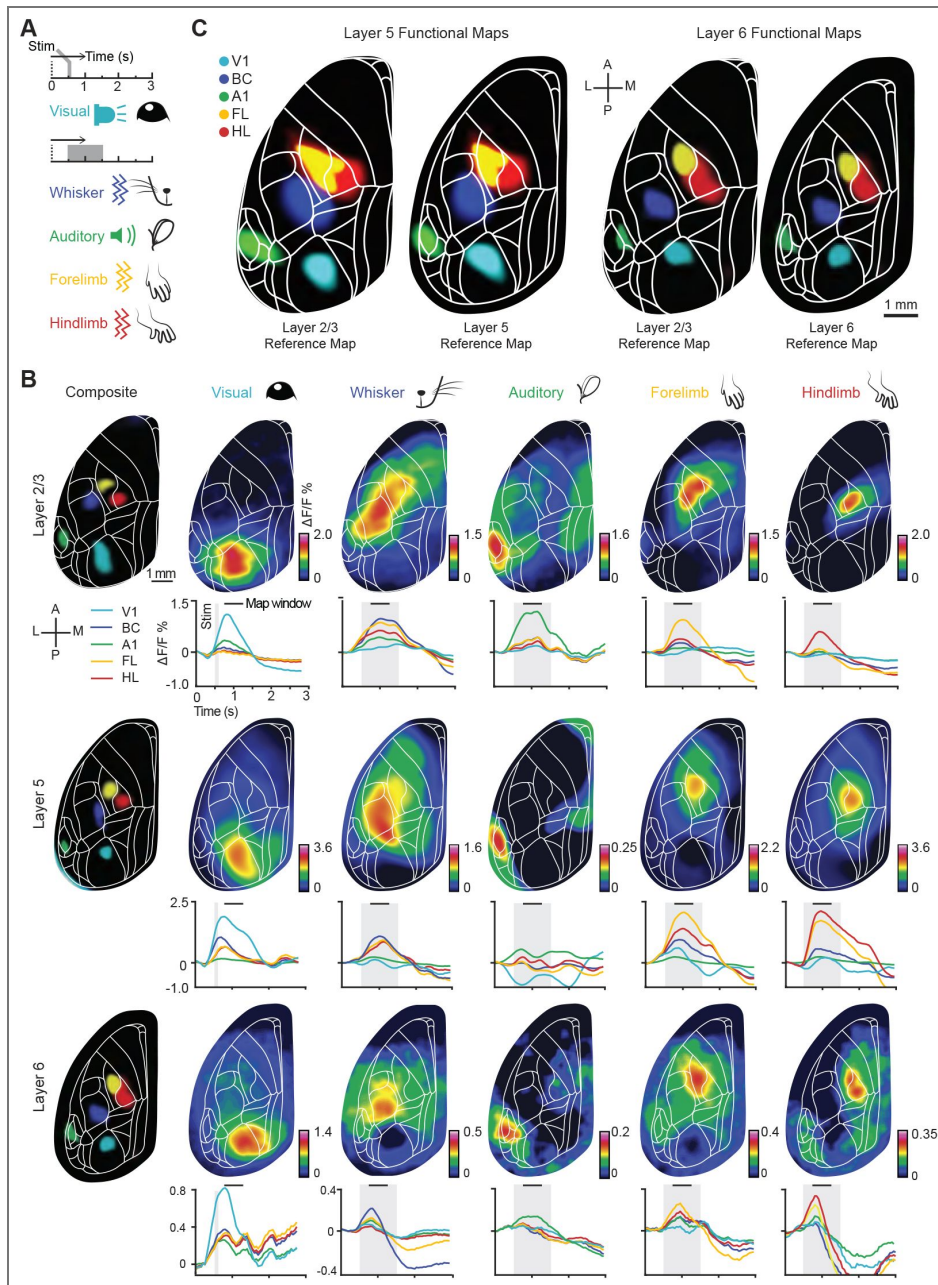 A
Stim
Time (s)
0 1 2 3
Visual
Whisker
Auditory
Forelimb
Hindlimb
C
Layer 5 Functional Maps
Layer 6 Functional Maps
V1
BC
A1
FL
HL
A
L M
P
1 mm
Layer 2/3
Reference Map
Layer 5
Reference Map
Layer 2/3
Reference Map
Layer 6
Reference Map
B
Composite
Visual
Whisker
Auditory
Forelimb
Hindlimb
Layer 2/3
1 mm
ΔF/F %
2.0
0
1.5
0
1.6
0
1.5
0
2.0
0
A
L M
P
V1
BC
A1
FL
HL
ΔF/F %
1.5
0
-1.0
Stim
Map window
0 1 2 3
Time (s)
Layer 5
3.6
0
1.6
0
0.25
0
2.2
0
3.6
0
2.5
0
-1.0
Layer 6
1.4
0
0.5
0
0.2
0
0.4
0
0.35
0
0.8
0.4
0
0.4
0
-0.4